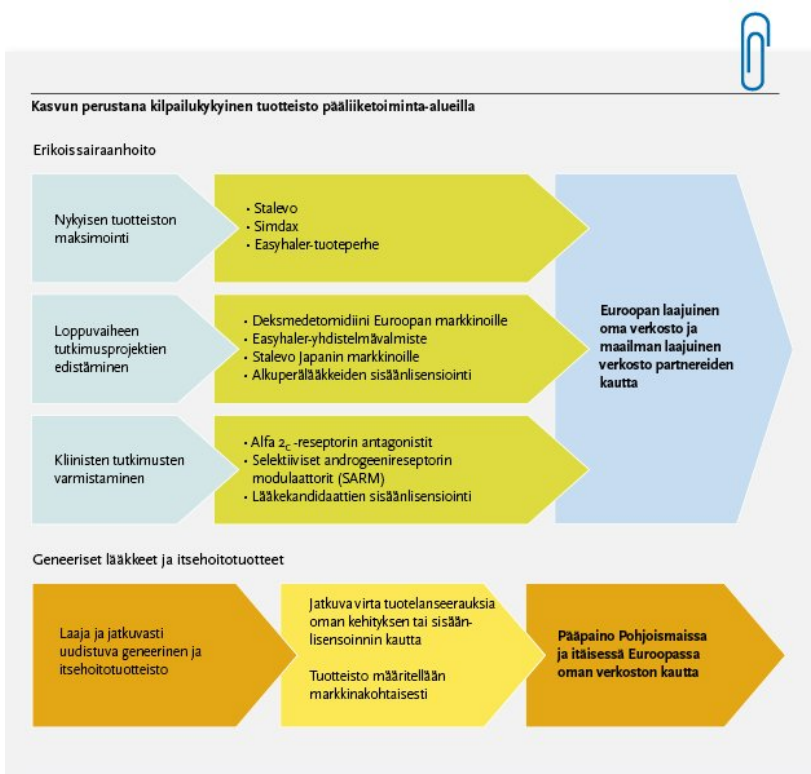 Kasvun perustana kilpailukykyinen tuotteisto pääliiketoiminta-alueilla
Erikoissairaanhoito
Nykyisen tuotteiston
maksimointi
• Stalevo
• Simdax
• Easyhaler-tuoteperhe
Loppuvaiheen
tutkimusprojektien
edistäminen
• Deksmedetomidiini Euroopan markkinoille
• Easyhaler-yhdistelmävalmiste
• Stalevo Japanin markkinoille
• Alkuperälääkkeiden sisäänlisensiointi
Kliinisten tutkimusten
varmistaminen
• Alfa 2C -reseptorin antagonistit
• Selektiiviset androgeenireseptorin
modulaattorit (SARM)
• Lääkekandidaattien sisäänlisensiointi
Euroopan laajuinen
oma verkosto ja
maailman laajuinen
verkosto partnereiden
kautta
Geneeriset lääkkeet ja itsehoitotuotteet
Laaja ja jatkuvasti
uudistuva geneerinen ja
itsehoitotuotteisto
Jatkuva virta tuotelanseerauksia
oman kehityksen tai sisään-
lisensoinnin kautta
Tuotteisto määritellään
markkinakohtaisesti
Pääpaino Pohjoismaissa
ja itäisessä Euroopassa
oman verkoston kautta